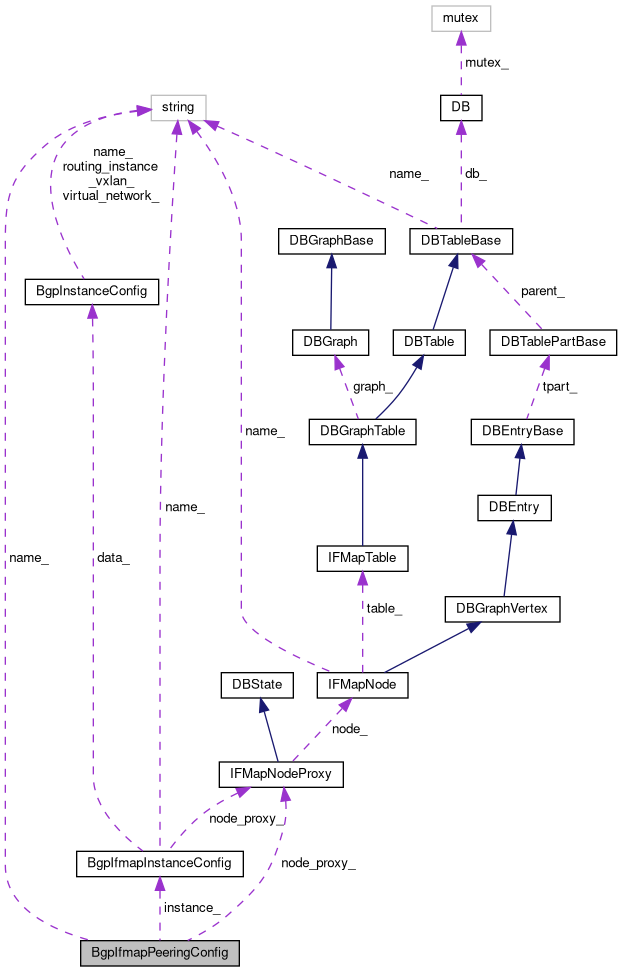 mutex
mutex_
string
DB
name_
routing_instance
_vxlan_
virtual_network_
name_
db_
DBGraphBase
DBTableBase
BgpInstanceConfig
parent_
DBGraph
DBTable
DBTablePartBase
graph_
tpart_
DBGraphTable
DBEntryBase
name_
name_
DBEntry
name_
data_
IFMapTable
table_
DBGraphVertex
DBState
IFMapNode
node_
IFMapNodeProxy
node_proxy_
BgpIfmapInstanceConfig
node_proxy_
instance_
BgpIfmapPeeringConfig